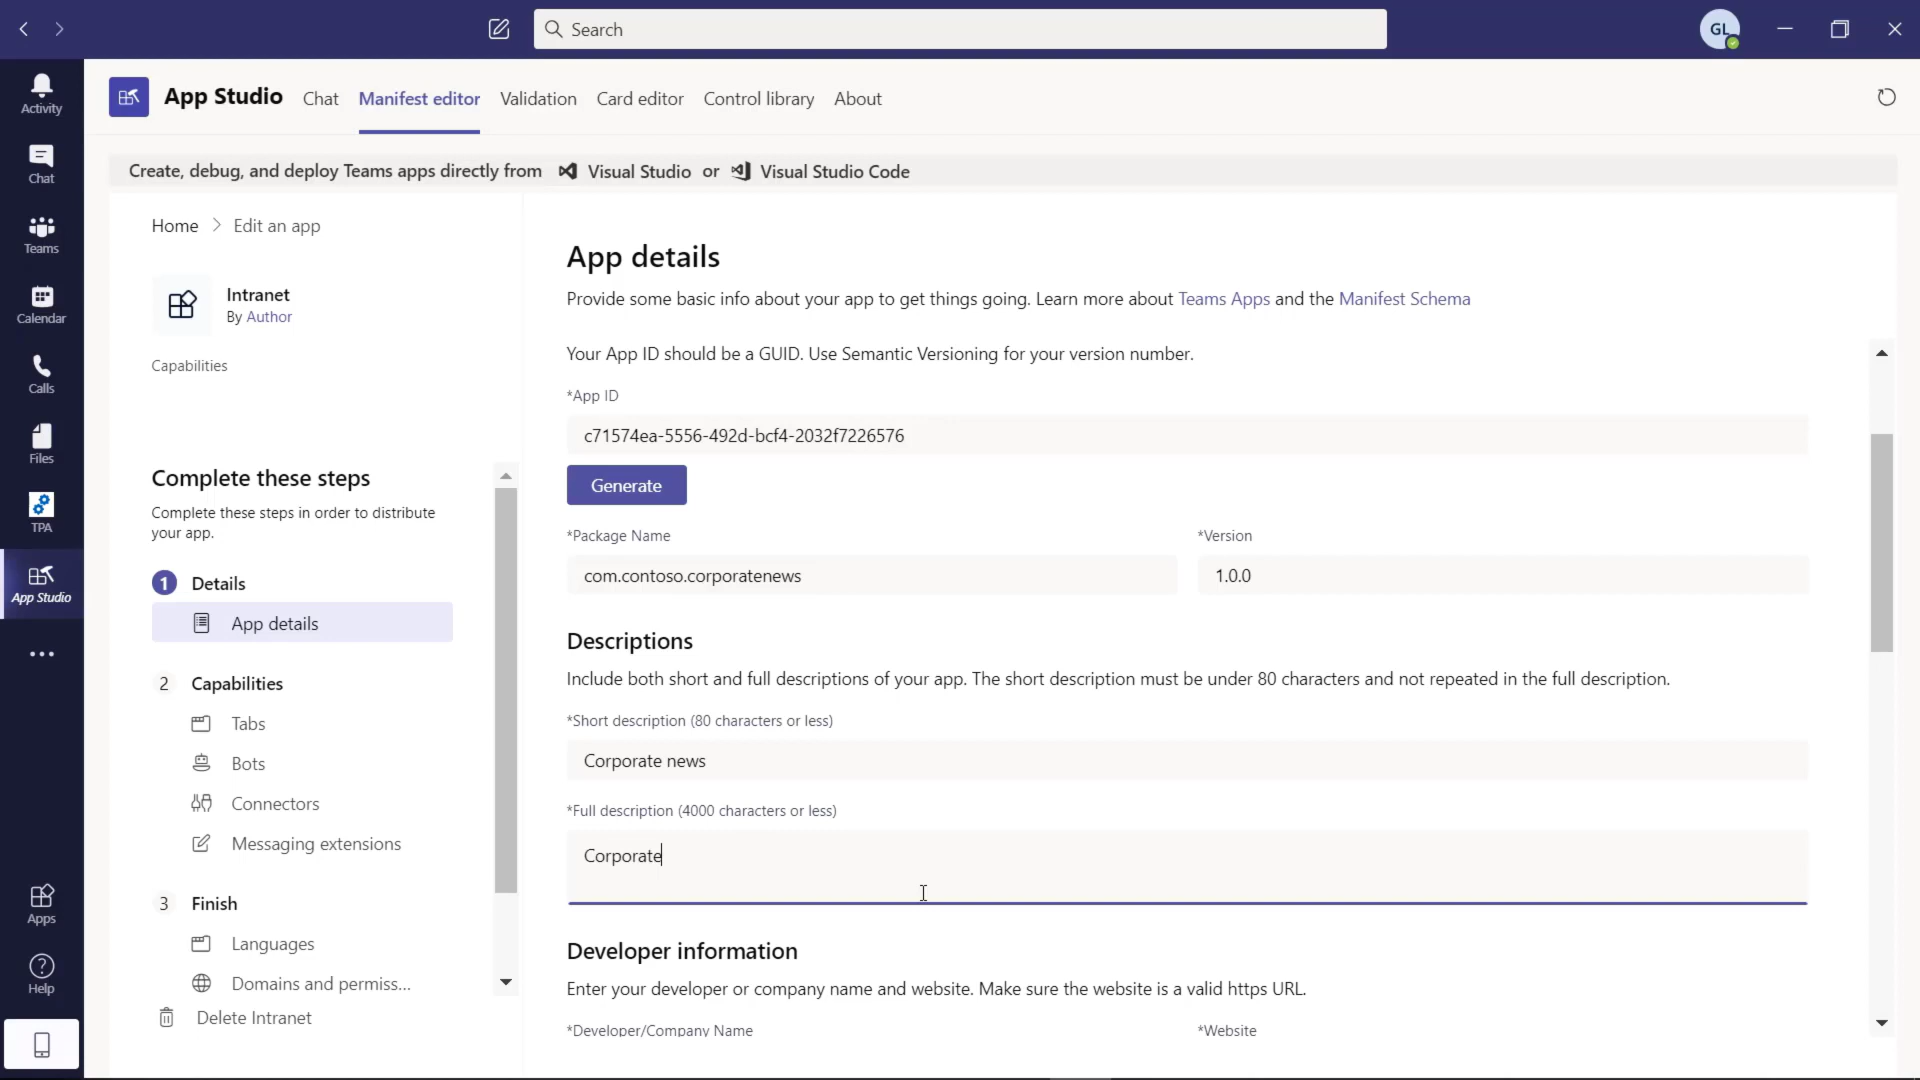 Search
GL
Activity
Chat
Teams
Calendar
Calls
Files
TPA
App Studio
Apps
Help
App Studio
Chat
Manifest editor
Validation
Card editor
Control library
About
Create, debug, and deploy Teams apps directly from Visual Studio or Visual Studio Code
Home > Edit an app
Intranet
By Author
Capabilities
Complete these steps
Complete these steps in order to distribute
your app.
1 Details
App details
2 Capabilities
Tabs
Bots
Connectors
Messaging extensions
3 Finish
Languages
Domains and permiss...
Delete Intranet
App details
Provide some basic info about your app to get things going. Learn more about Teams Apps and the Manifest Schema
Your App ID should be a GUID. Use Semantic Versioning for your version number.
*App ID
c71574ea-5556-492d-bcf4-2032f7226576
Generate
*Package Name
*Version
com.contoso.corporatenews
1.0.0
Descriptions
Include both short and full descriptions of your app. The short description must be under 80 characters and not repeated in the full description.
*Short description (80 characters or less)
Corporate news
*Full description (4000 characters or less)
Corporate
Developer information
Enter your developer or company name and website. Make sure the website is a valid https URL.
*Developer/Company Name
*Website